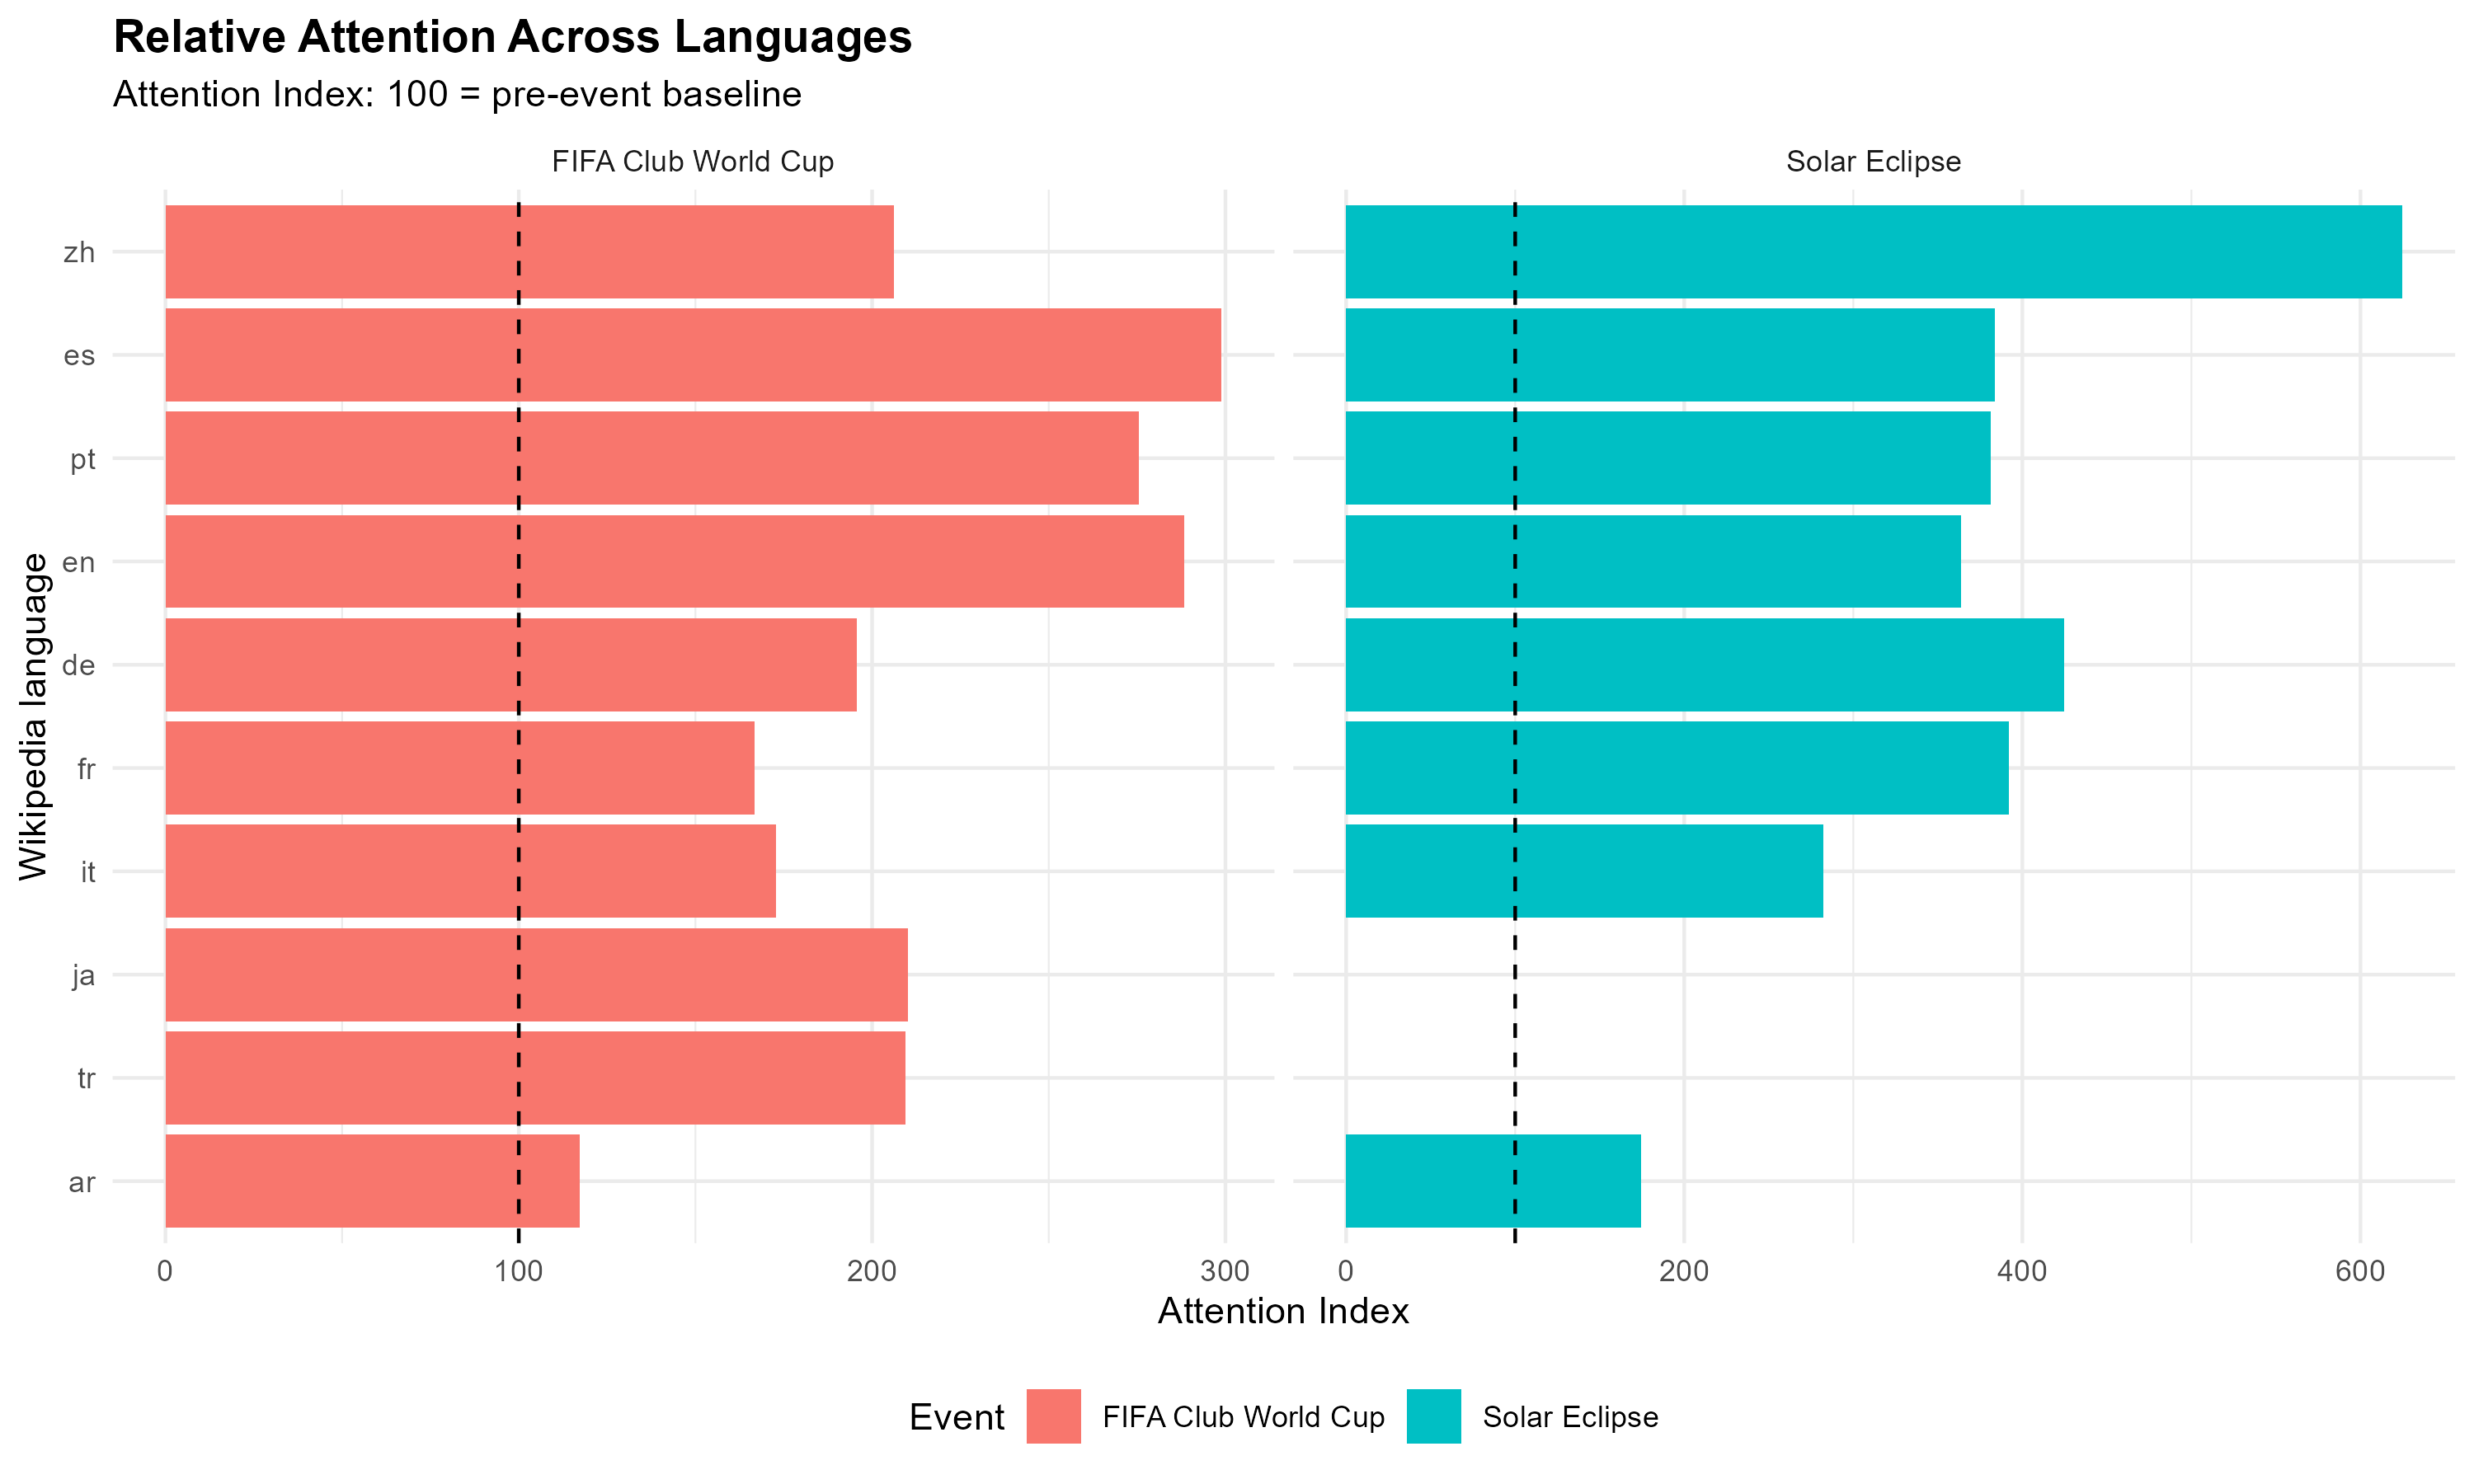 Relative Attention Across Languages
Attention Index: 100 = pre-event baseline
FIFA Club World Cup
Solar Eclipse
Wikipedia language
zh
es
pt
en
de
fr
it
ja
tr
ar
0 100 200 300
0 200 400 600
Attention Index
Event FIFA Club World Cup Solar Eclipse